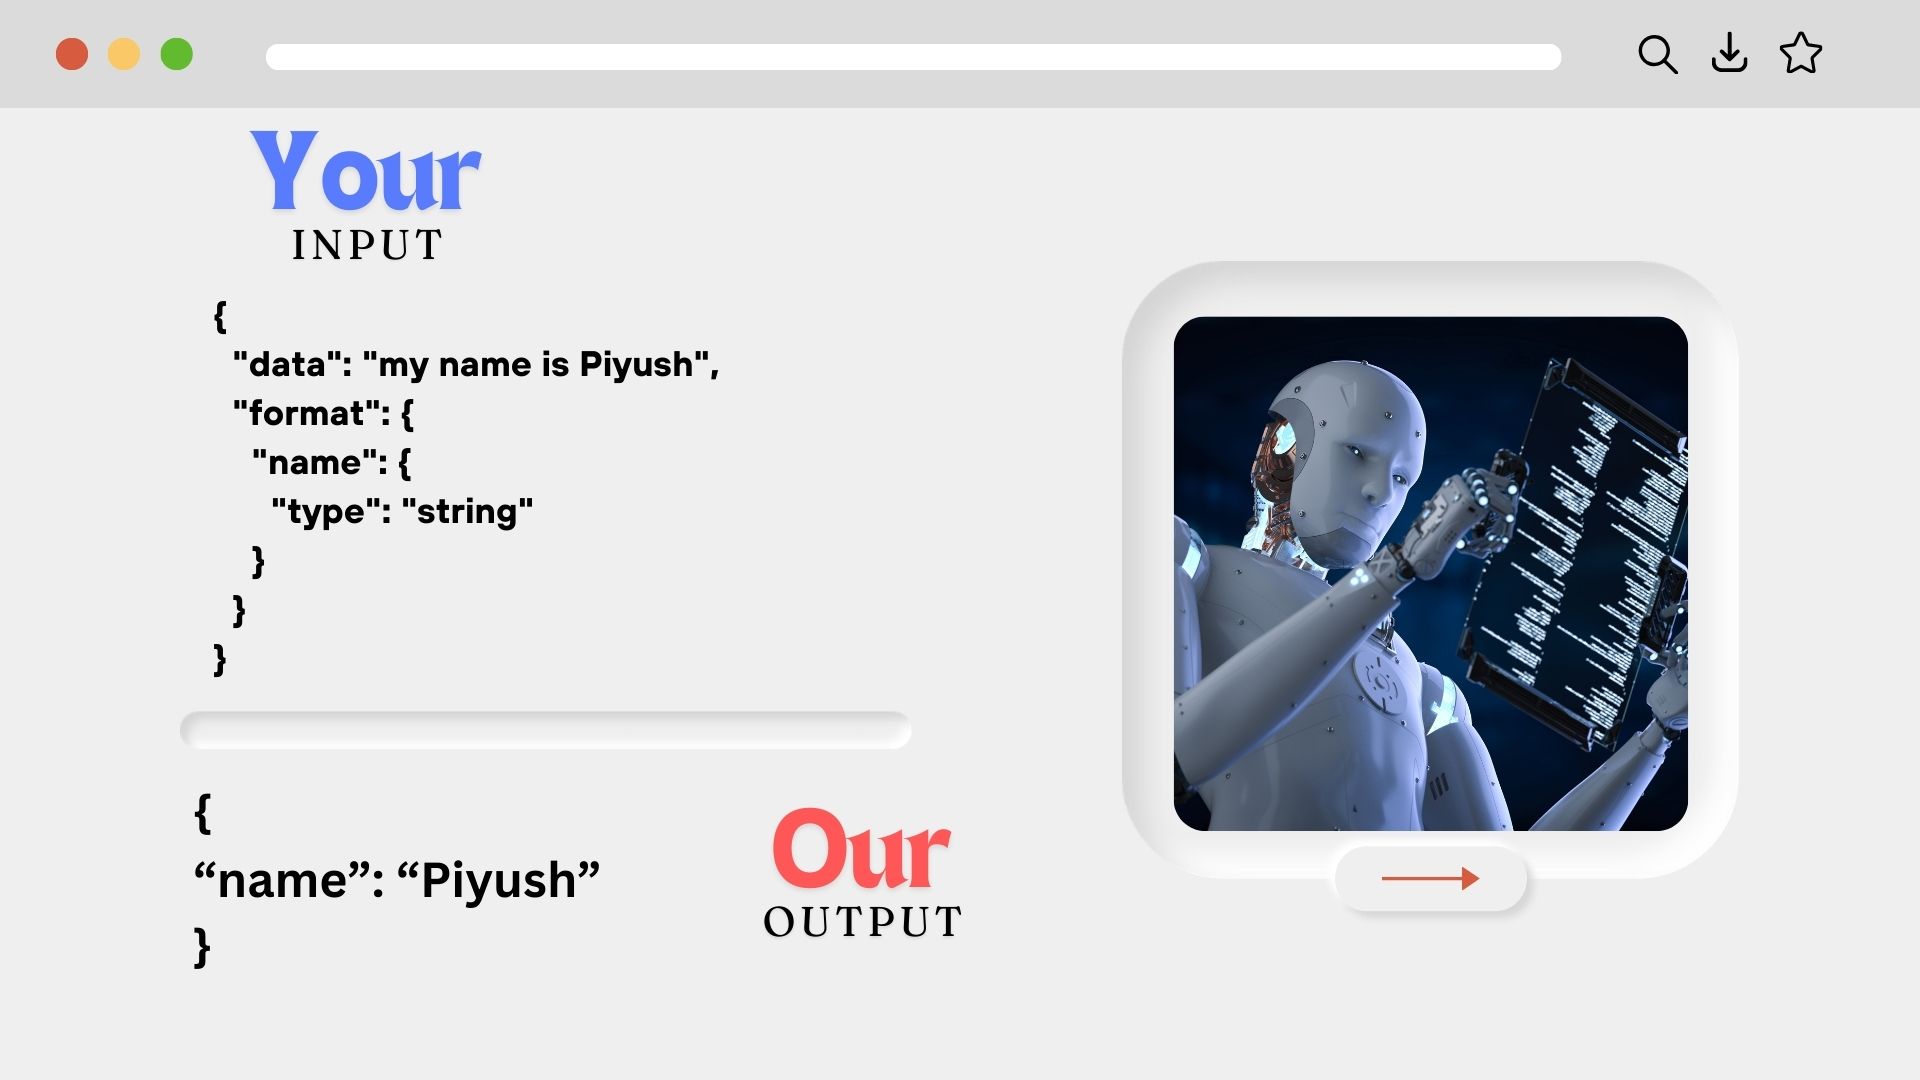 Your
INPUT
{
"data": "my name is Piyush",
"format": {
"name": {
"type": "string"
}
}
}
{
“name”: “Piyush”
}
Our
OUTPUT